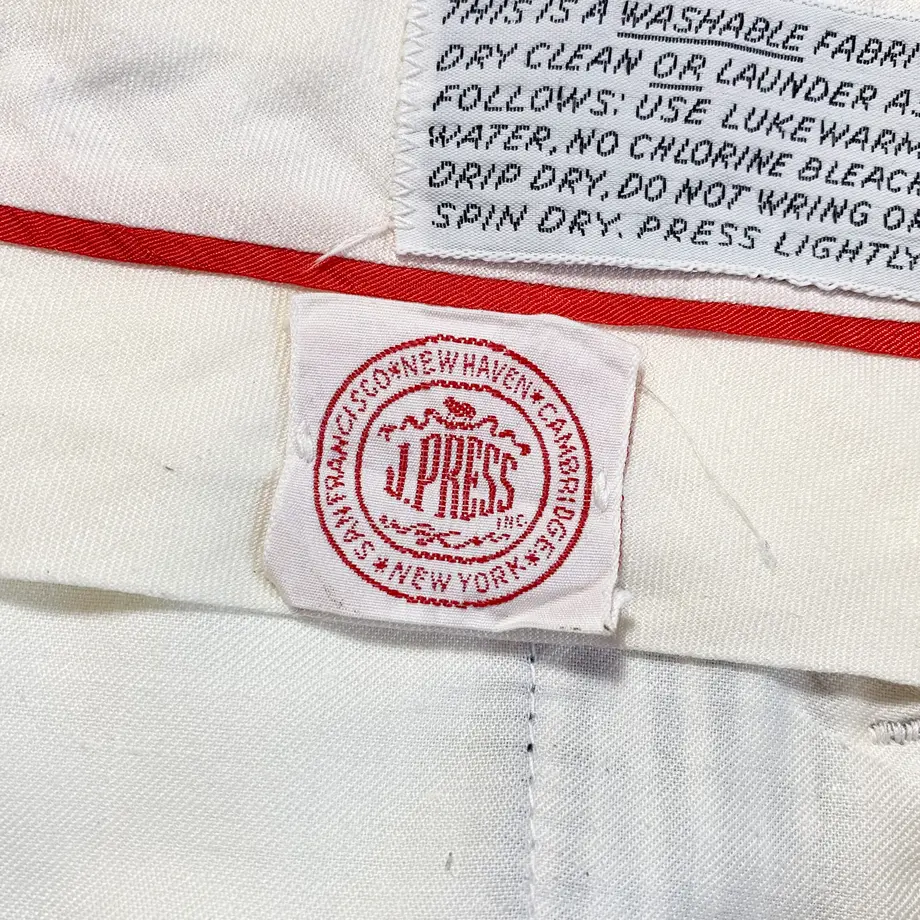 THIS IS A WASHABLE FABRI
DRY CLEAN OR LAUNDER AS
FOLLOWS: USE LUKEWARM
WATER, NO CHLORINE BLEACH
DRIP DRY, DO NOT WRING OR
SPIN DRY. PRESS LIGHTLY
SAN FRANCISCO*NEW HAVEN*CAMBRIDGE*NEW YORK*
J.PRESS
INC.